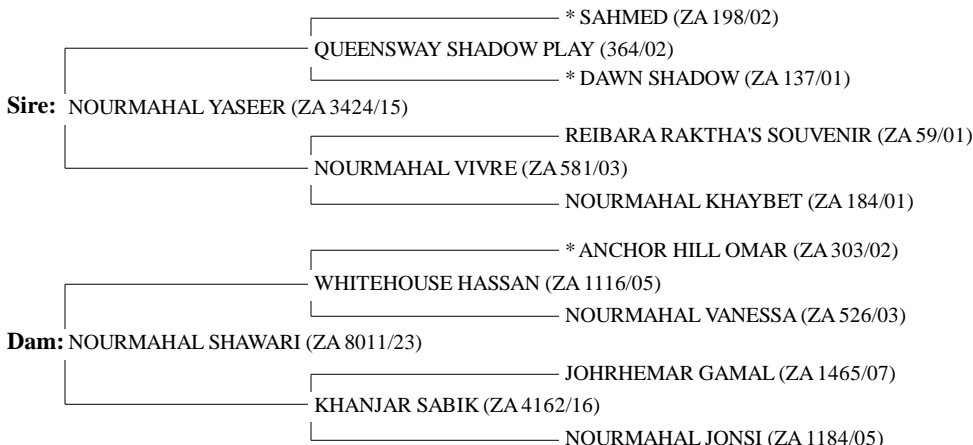 * SAHMED (ZA 198/02)
QUEENSWAY SHADOW PLAY (364/02)
* DAWN SHADOW (ZA 137/01)
Sire: NOURMAHAL YASEER (ZA 3424/15)
REIBARA RAKTHA'S SOUVENIR (ZA 59/01)
NOURMAHAL VIVRE (ZA 581/03)
NOURMAHAL KHAYBET (ZA 184/01)
* ANCHOR HILL OMAR (ZA 303/02)
WHITEHOUSE HASSAN (ZA 1116/05)
NOURMAHAL VANESSA (ZA 526/03)
Dam: NOURMAHAL SHAWARI (ZA 8011/23)
JOHRHEMAR GAMAL (ZA 1465/07)
KHANJAR SABIK (ZA 4162/16)
NOURMAHAL JONSI (ZA 1184/05)